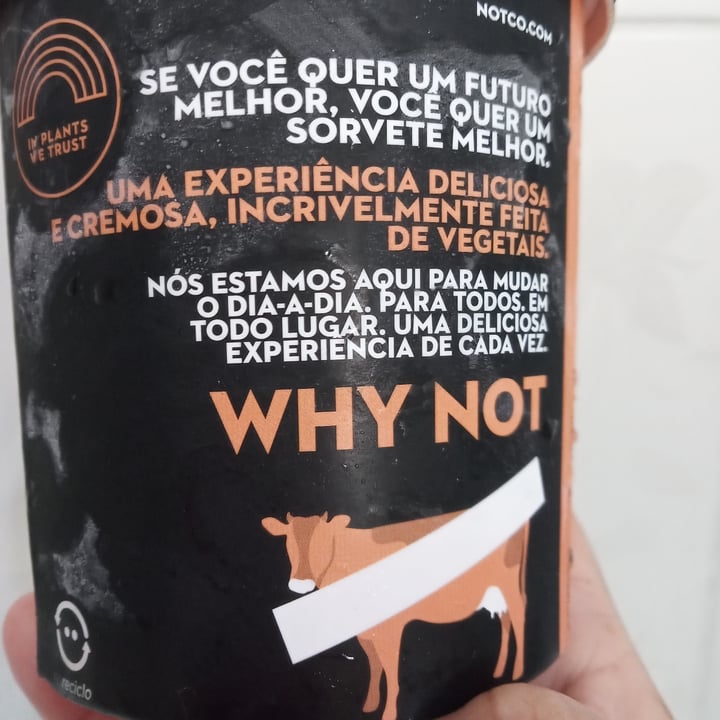 NOTCO.COM
IN PLANTS
WE TRUST
SE VOCÊ QUER UM FUTURO
MELHOR, VOCÊ QUER UM
SORVETE MELHOR.
UMA EXPERIÊNCIA DELICIOSA
E CREMOSA, INCRIVELMENTE FEITA
DE VEGETAIS.
NÓS ESTAMOS AQUI PARA MUDAR
O DIA-A-DIA. PARA TODOS. EM
TODO LUGAR. UMA DELICIOSA
EXPERIÊNCIA DE CADA VEZ.
WHY NOT
reciclo